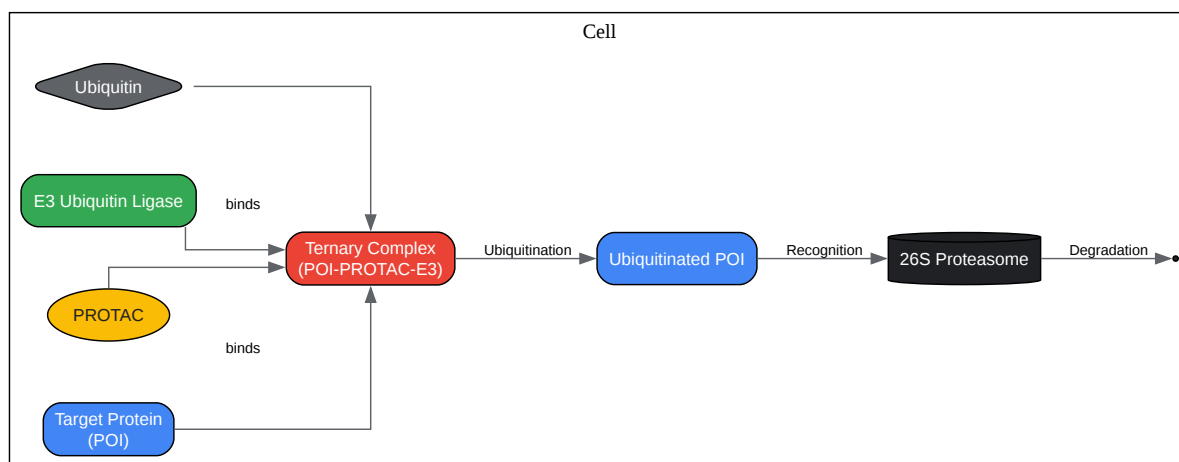 Cell
Ubiquitin
E3 Ubiquitin Ligase
binds
PROTAC
binds
Target Protein
(POI)
Ternary Complex
(POI-PROTAC-E3)
Ubiquitination
Ubiquitinated POI
Recognition
26S Proteasome
Degradation